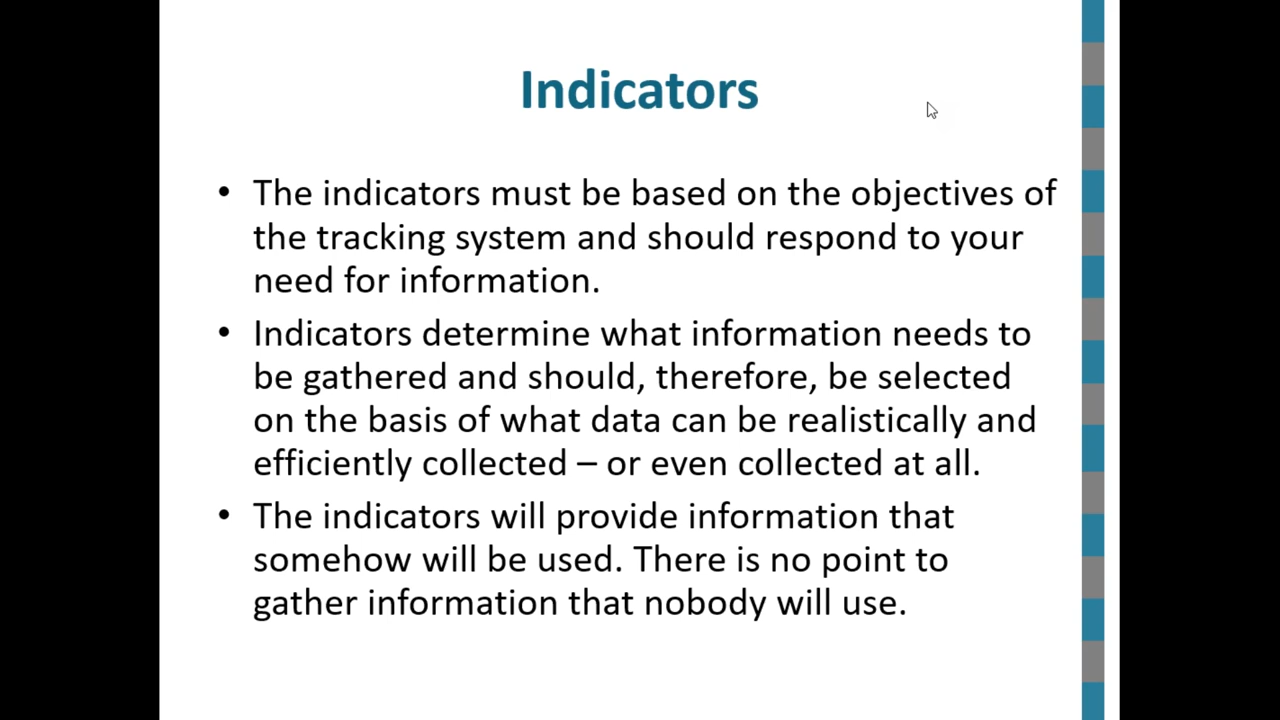 Indicators
• The indicators must be based on the objectives of
the tracking system and should respond to your
need for information.
• Indicators determine what information needs to
be gathered and should, therefore, be selected
on the basis of what data can be realistically and
efficiently collected – or even collected at all.
• The indicators will provide information that
somehow will be used. There is no point to
gather information that nobody will use.